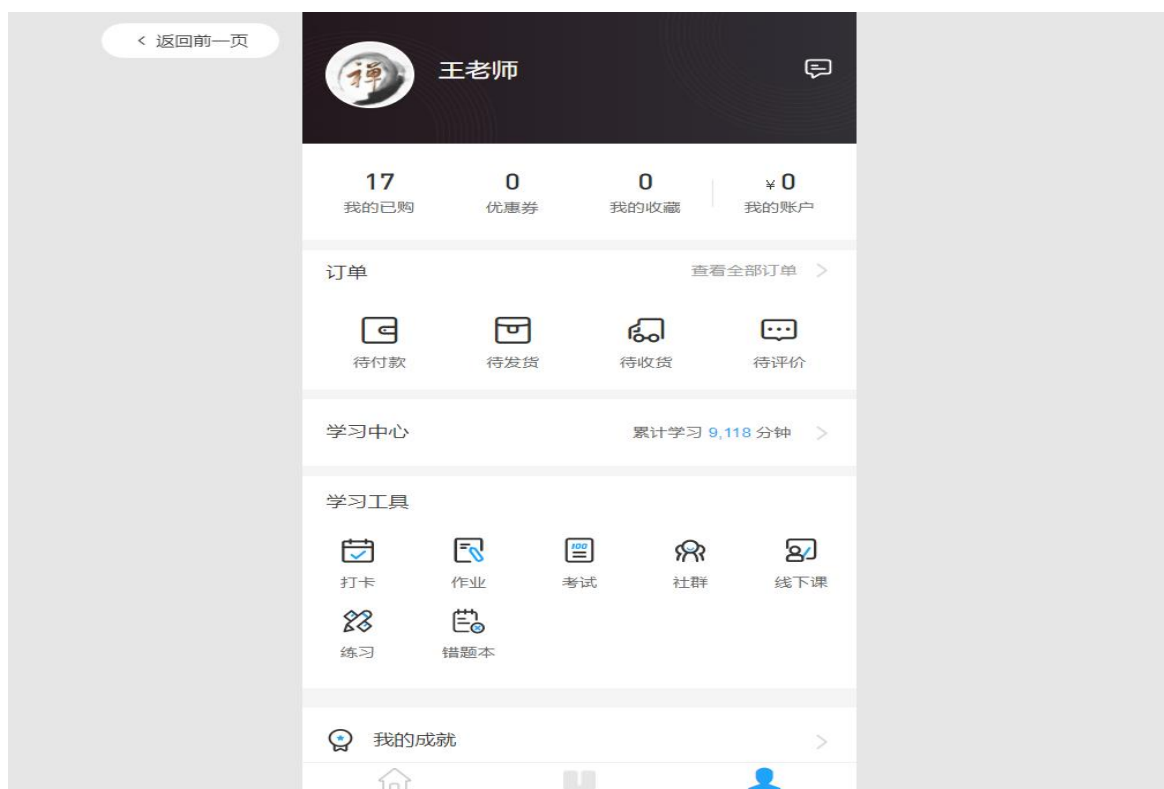 < 返回前一页
禅
王老师
17 0 0 ¥0
我的已购 优惠券 我的收藏 我的账户
订单 查看全部订单 >
待付款 待发货 待收货 待评价
学习中心 累计学习 9,118 分钟 >
学习工具
100
打卡 作业 考试 社群 线下课
练习 错题本
我的成就 >